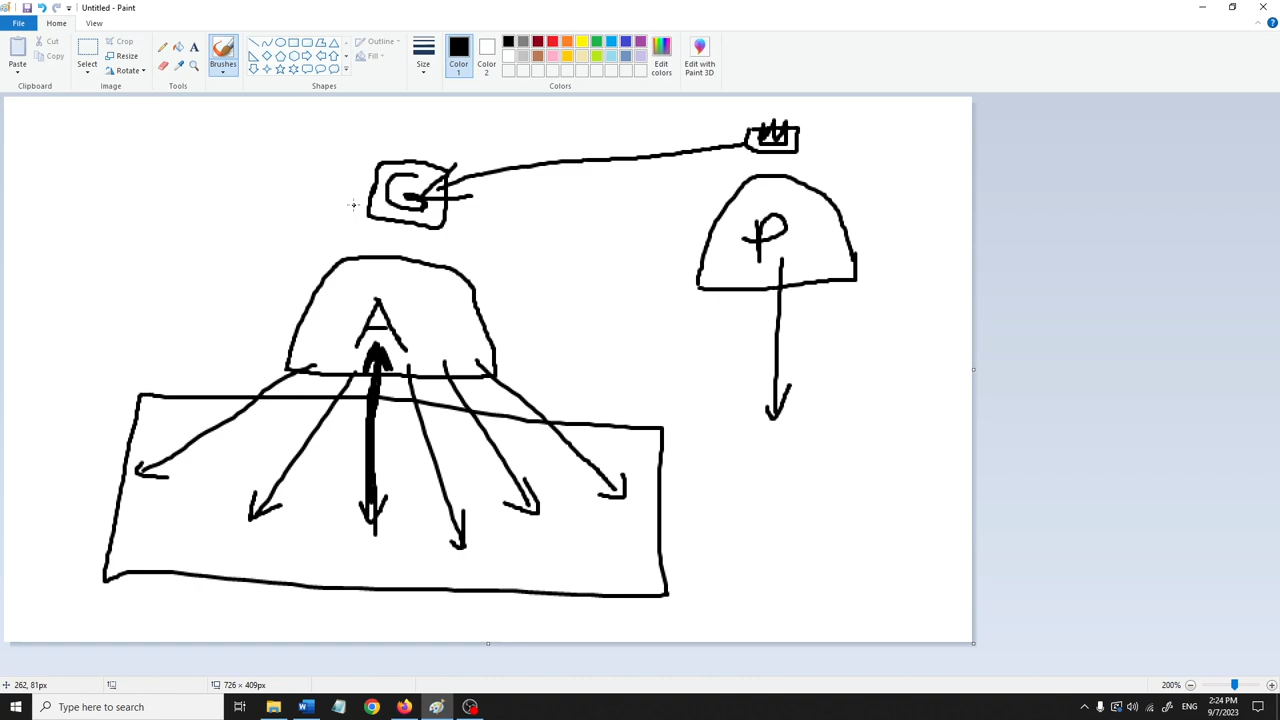 Untitled - Paint
File
Home
View
Paste
Cut
Copy
Clipboard
Select
Crop
Resize
Rotate
Image
A
Tools
Brushes
Shapes
Outline
Fill
Size
Color
1
Color
2
Colors
Edit
colors
Edit with
Paint 3D
G
P
A
262, 81px
726 × 409px
200%
Type here to search
W
ENG
2:24 PM
9/7/2023